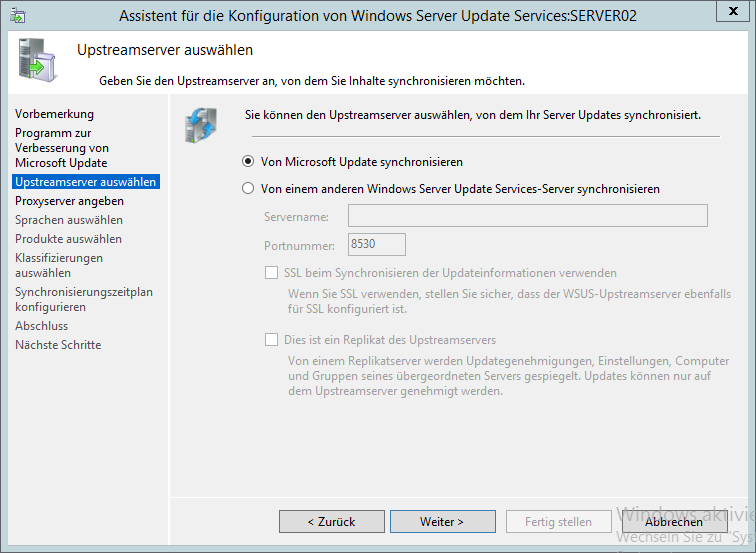 Assistent für die Konfiguration von Windows Server Update Services:SERVER02
x
Upstreamserver auswählen
Geben Sie den Upstreamserver an, von dem Sie Inhalte synchronisieren möchten.
Vorbemerkung
Programm zur
Verbesserung von
Microsoft Update
Upstreamserver auswählen
Proxyserver angeben
Sprachen auswählen
Produkte auswählen
Klassifizierungen
auswählen
Synchronisierungszeitplan
konfigurieren
Abschluss
Nächste Schritte
Sie können den Upstreamserver auswählen, von dem Ihr Server Updates synchronisiert.
Von Microsoft Update synchronisieren
Von einem anderen Windows Server Update Services-Server synchronisieren
Servername:
Portnummer: 8530
SSL beim Synchronisieren der Updateinformationen verwenden
Wenn Sie SSL verwenden, stellen Sie sicher, dass der WSUS-Upstreamserver ebenfalls
für SSL konfiguriert ist.
Dies ist ein Replikat des Upstreamservers
Von einem Replikatserver werden Updategenehmigungen, Einstellungen, Computer
und Gruppen seines übergeordneten Servers gespiegelt. Updates können nur auf
dem Upstreamserver genehmigt werden.
< Zurück Weiter > Fertig stellen Abbrechen
Windows aktivie
Wechseln Sie zu "Sys